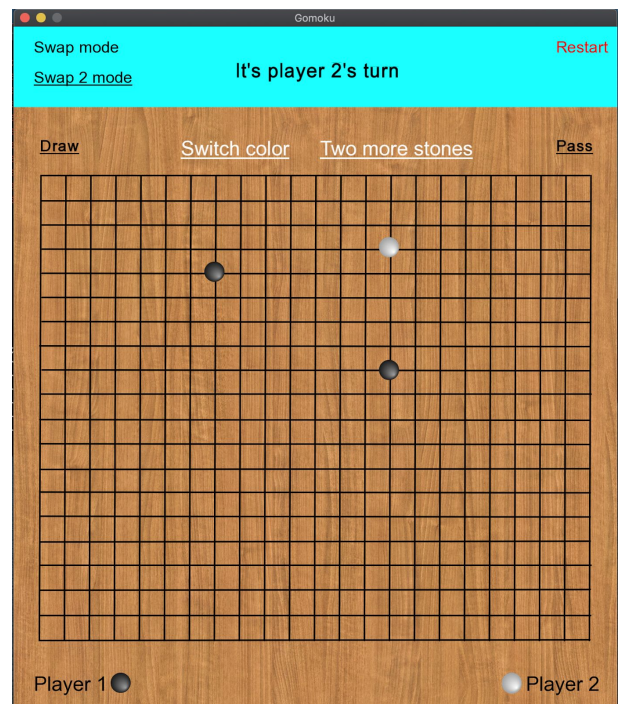 Gomoku
Swap mode
Restart
Swap 2 mode
It's player 2's turn
Draw
Switch color
Two more stones
Pass
Player 1
Player 2